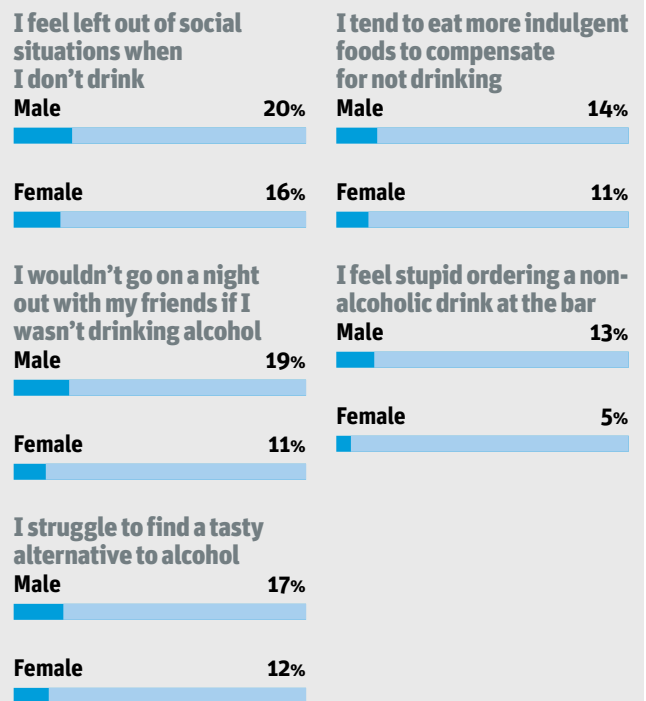 I feel left out of social
situations when
I don't drink
Male 20%
Female 16%
I wouldn't go on a night
out with my friends if I
wasn't drinking alcohol
Male 19%
Female 11%
I struggle to find a tasty
alternative to alcohol
Male 17%
Female 12%
I tend to eat more indulgent
foods to compensate
for not drinking
Male 14%
Female 11%
I feel stupid ordering a non-
alcoholic drink at the bar
Male 13%
Female 5%